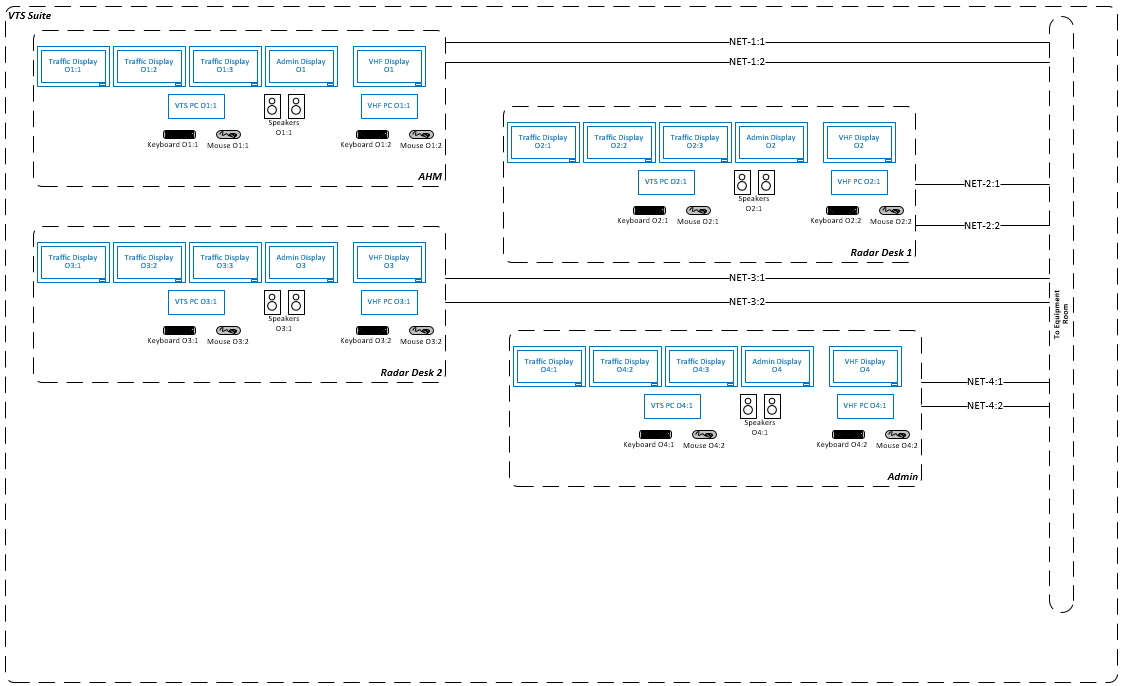 VTS Suite
Traffic Display
O1:1
Traffic Display
O1:2
Traffic Display
O1:3
Admin Display
O1
VHF Display
O1
VTS PC O1:1
Speakers
O1:1
VHF PC O1:1
Keyboard O1:1
Mouse O1:1
Keyboard O1:2
Mouse O1:2
AHM
NET-1:1
NET-1:2
Traffic Display
O2:1
Traffic Display
O2:2
Traffic Display
O2:3
Admin Display
O2
VHF Display
O2
VTS PC O2:1
Speakers
O2:1
VHF PC O2:1
Keyboard O2:1
Mouse O2:1
Keyboard O2:2
Mouse O2:2
Radar Desk 1
NET-2:1
NET-2:2
Traffic Display
O3:1
Traffic Display
O3:2
Traffic Display
O3:3
Admin Display
O3
VHF Display
O3
VTS PC O3:1
Speakers
O3:1
VHF PC O3:1
Keyboard O3:1
Mouse O3:2
Keyboard O3:2
Mouse O3:2
Radar Desk 2
NET-3:1
NET-3:2
Traffic Display
O4:1
Traffic Display
O4:2
Traffic Display
O4:3
Admin Display
O4
VHF Display
O4
VTS PC O4:1
Speakers
O4:1
VHF PC O4:1
Keyboard O4:1
Mouse O4:2
Keyboard O4:2
Mouse O4:2
Admin
NET-4:1
NET-4:2
To Equipment
Room